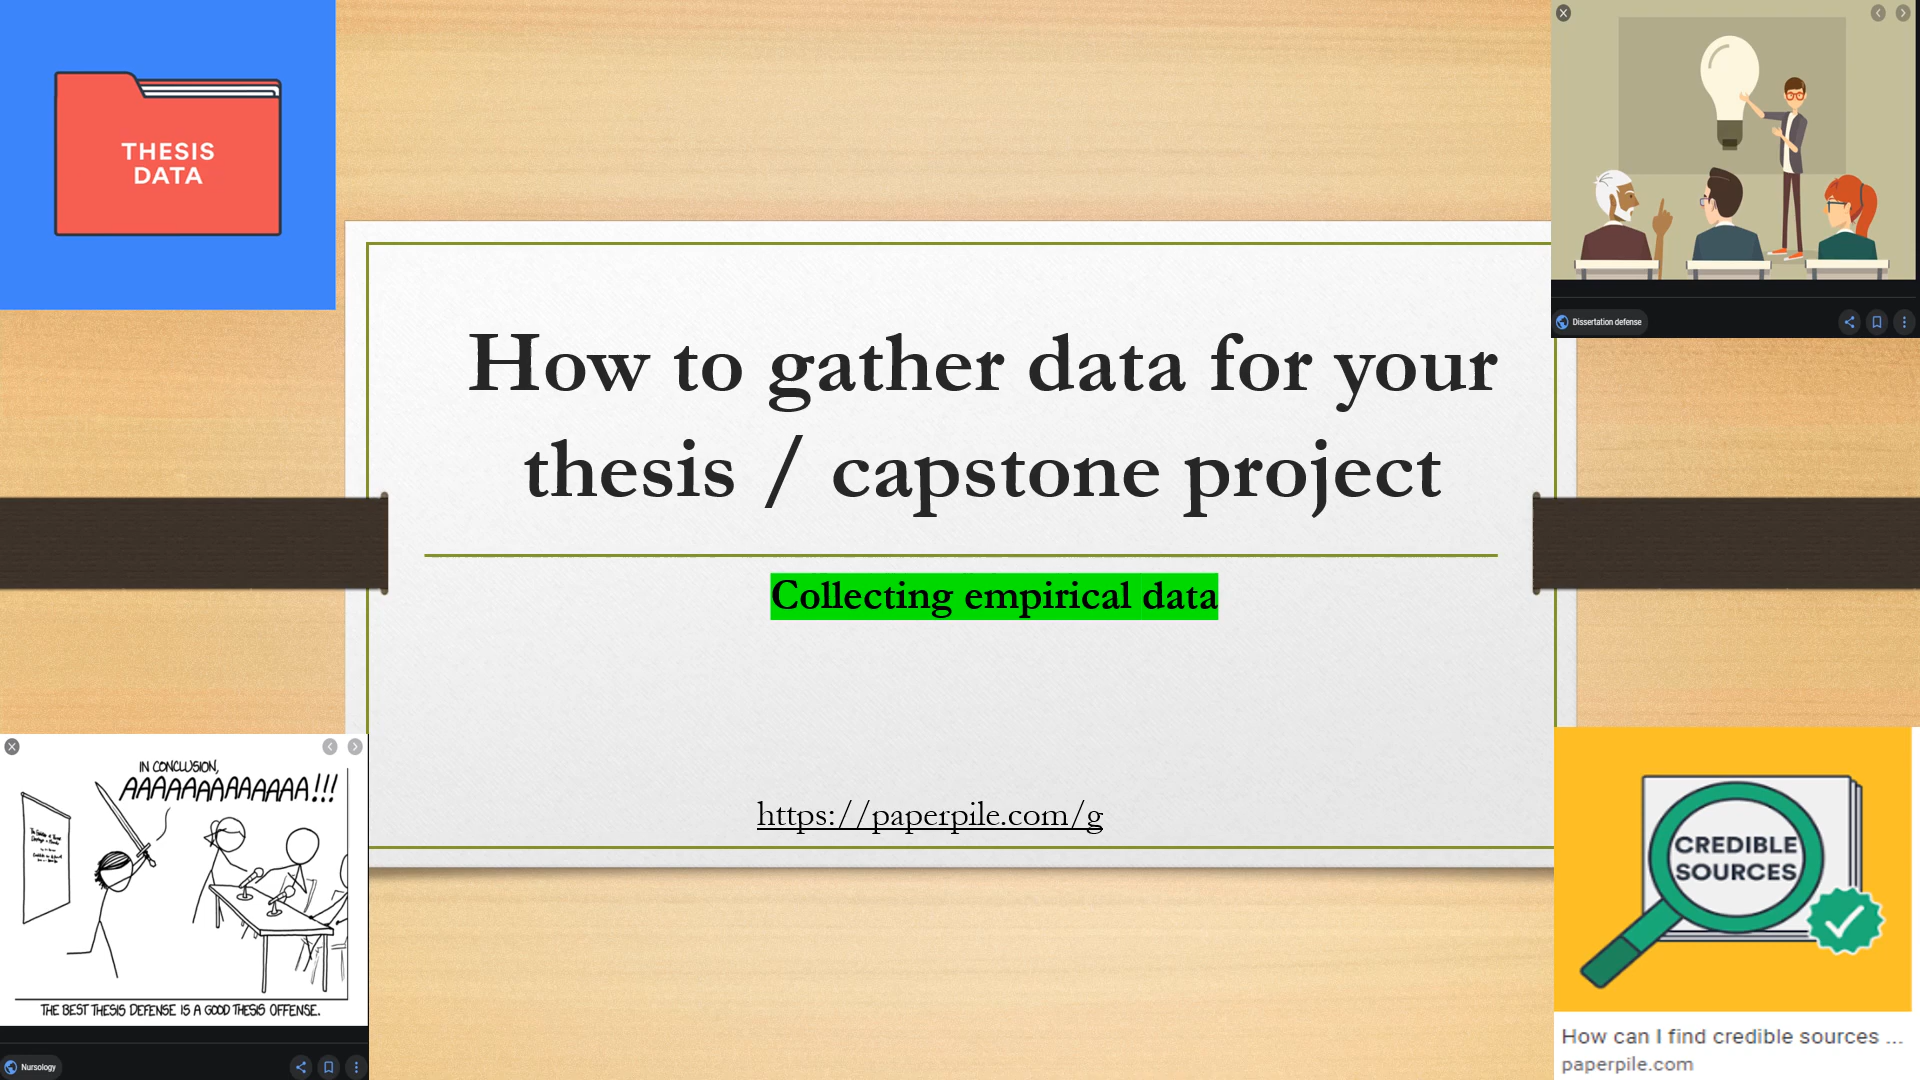 THESIS
DATA
Dissertation defense
How to gather data for your
thesis / capstone project
Collecting empirical data
https://paperpile.com/g
IN CONCLUSION,
AAAAAAAAAAAAA!!!
THE BEST THESIS DEFENSE IS A GOOD THESIS OFFENSE.
Nursology
CREDIBLE
SOURCES
How can I find credible sources ...
paperpile.com